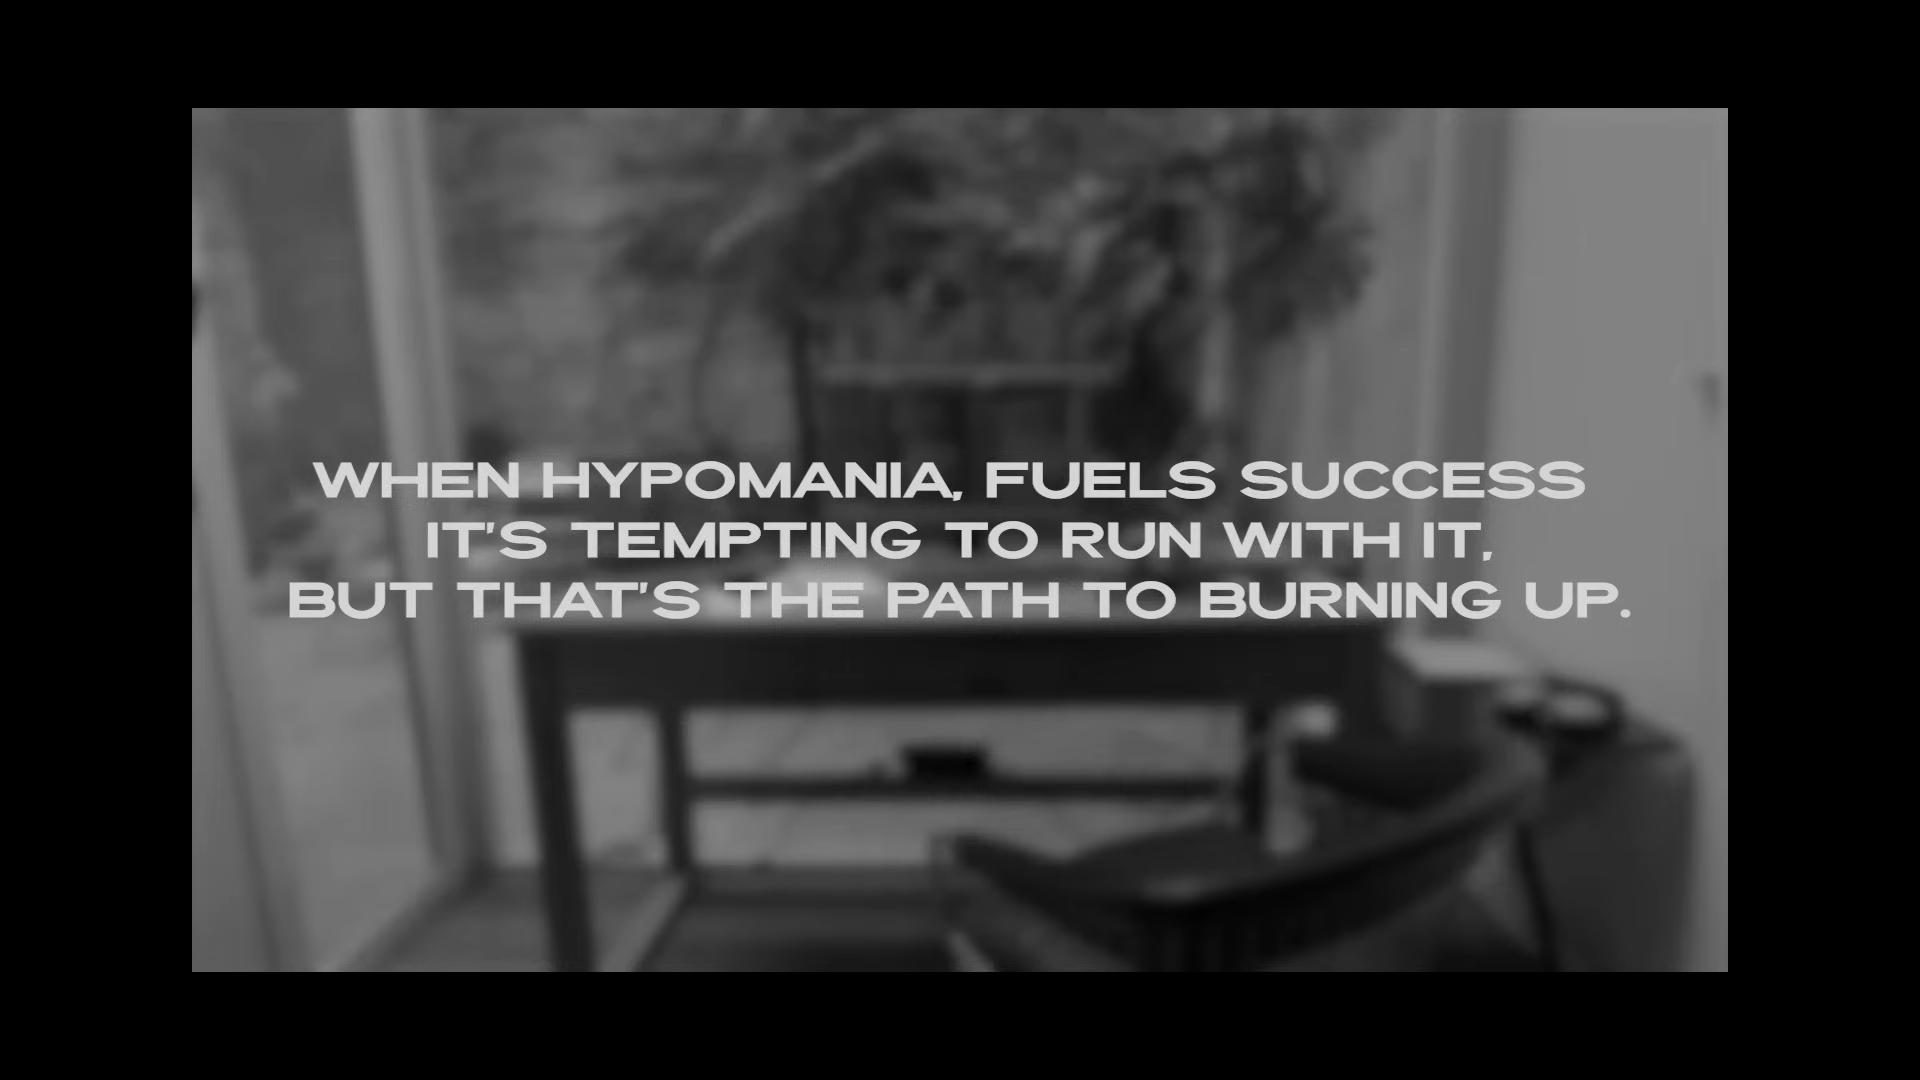 WHEN HYPOMANIA, FUELS SUCCESS
IT'S TEMPTING TO RUN WITH IT,
BUT THAT'S THE PATH TO BURNING UP.